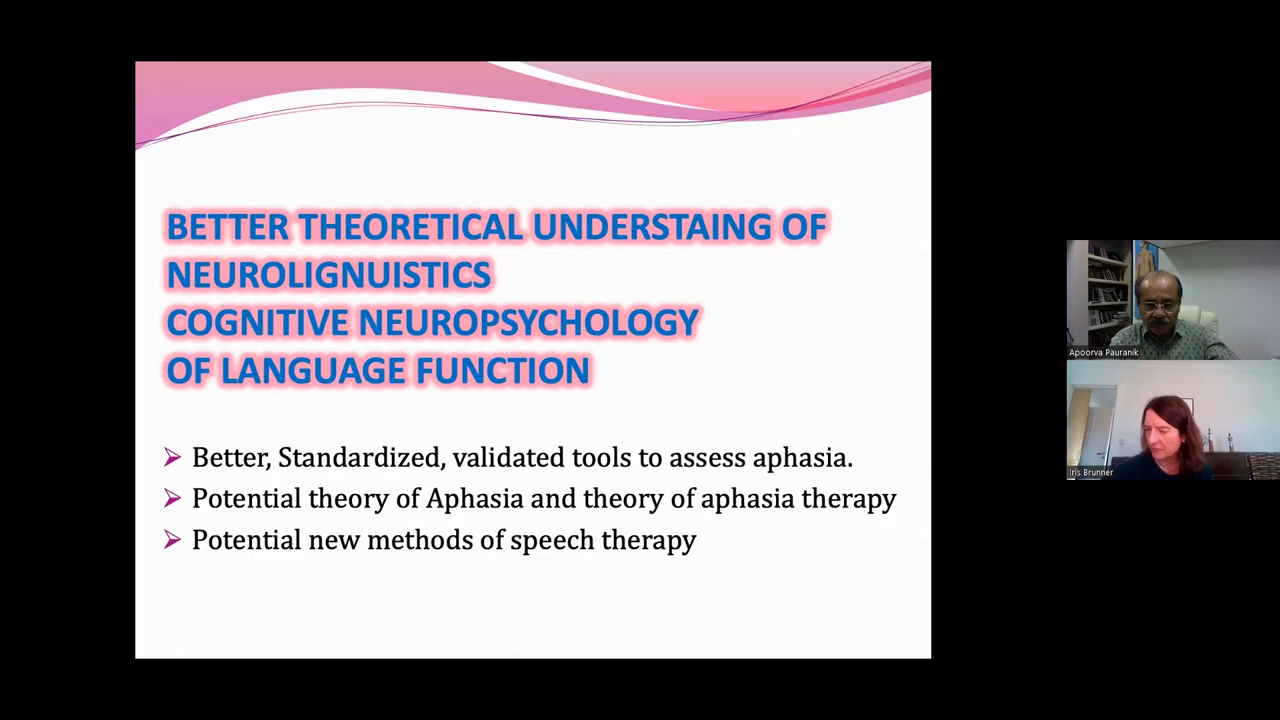 BETTER THEORETICAL UNDERSTAING OF
NEUROLIGNUISTICS
COGNITIVE NEUROPSYCHOLOGY
OF LANGUAGE FUNCTION
Better, Standardized, validated tools to assess aphasia.
Potential theory of Aphasia and theory of aphasia therapy
Potential new methods of speech therapy
Apoorva Pauranik
Iris Brunner